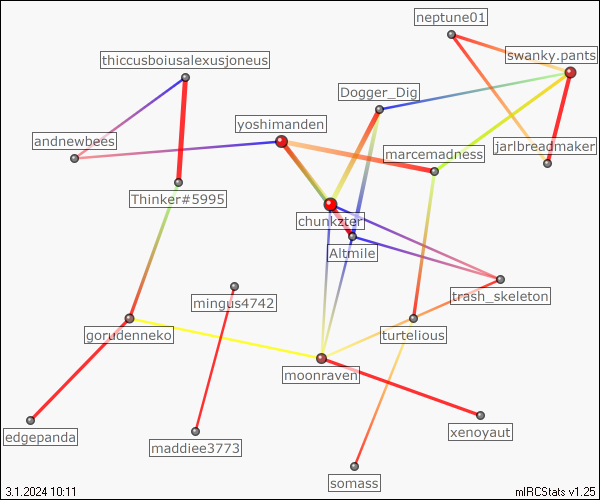 neptune01
swanky.pants
thiccusboiusalexusjoneus
Dogger_Dig
yoshimanden
andnewbees
marcemadness
jarlbreadmaker
Thinker#5995
chunkzter
Altmile
trash_skeleton
mingus4742
gorudenneko
turtelious
moonraven
edgepanda
maddiee3773
xenoyaut
somass
3.1.2024 10:11
mIRCStats v1.25